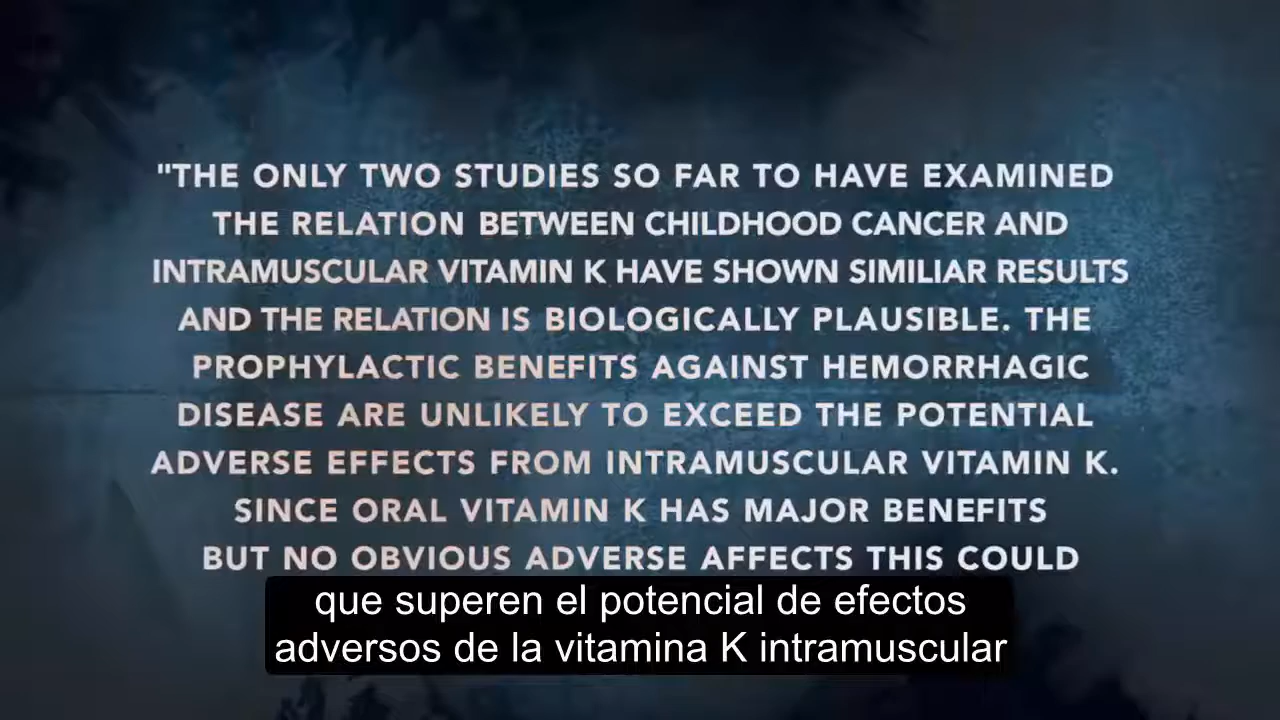 "THE ONLY TWO STUDIES SO FAR TO HAVE EXAMINED
THE RELATION BETWEEN CHILDHOOD CANCER AND
INTRAMUSCULAR VITAMIN K HAVE SHOWN SIMILIAR RESULTS
AND THE RELATION IS BIOLOGICALLY PLAUSIBLE. THE
PROPHYLACTIC BENEFITS AGAINST HEMORRHAGIC
DISEASE ARE UNLIKELY TO EXCEED THE POTENTIAL
ADVERSE EFFECTS FROM INTRAMUSCULAR VITAMIN K.
SINCE ORAL VITAMIN K HAS MAJOR BENEFITS
BUT NO OBVIOUS ADVERSE AFFECTS THIS COULD
que superen el potencial de efectos
adversos de la vitamina K intramuscular